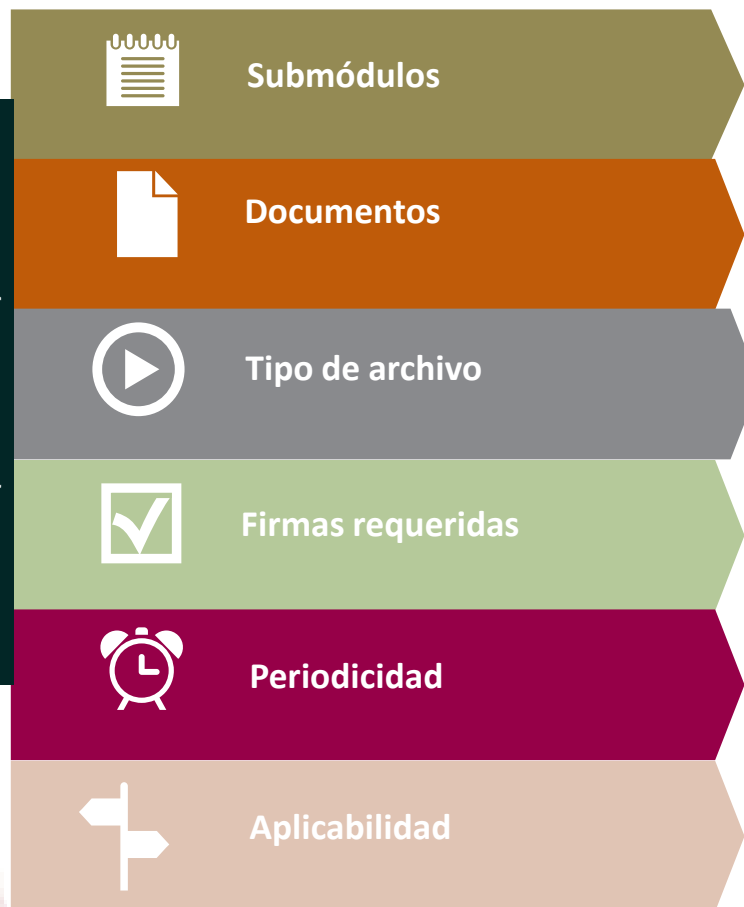 Submódulos
Documentos
Tipo de archivo
Firmas requeridas
Periodicidad
Aplicabilidad